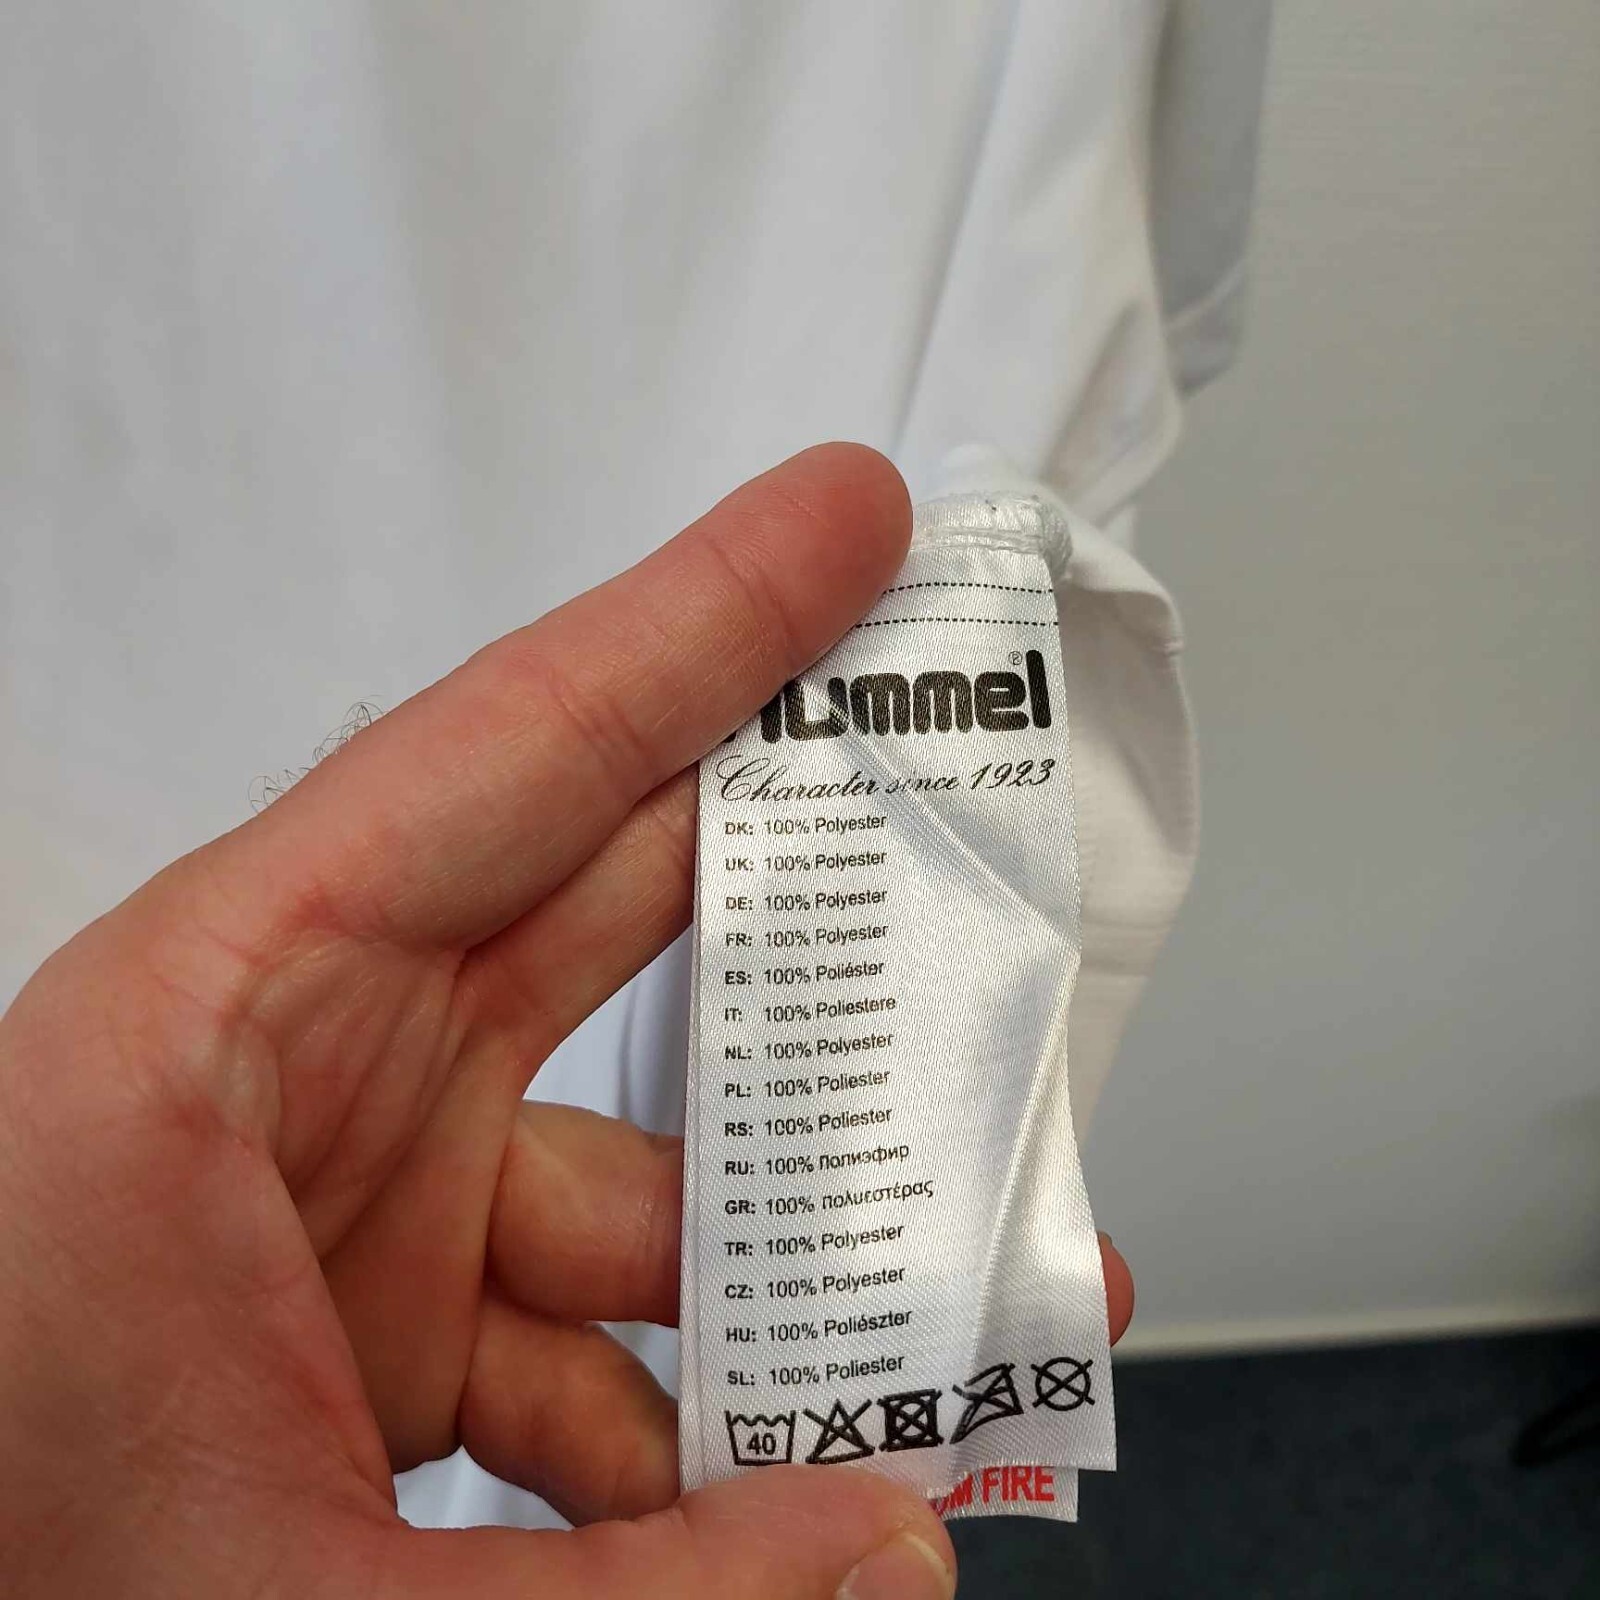 hummel®
Character since 1923
DK: 100% Polyester
UK: 100% Polyester
DE: 100% Polyester
FR: 100% Polyester
ES: 100% Poliéster
IT: 100% Poliestere
NL: 100% Polyester
PL: 100% Poliester
RS: 100% Poliester
RU: 100% Полиэфир
GR: 100% πολυεστέρας
TR: 100% Polyester
CZ: 100% Polyester
HU: 100% Poliészter
SL: 100% Poliester
40
FIRE